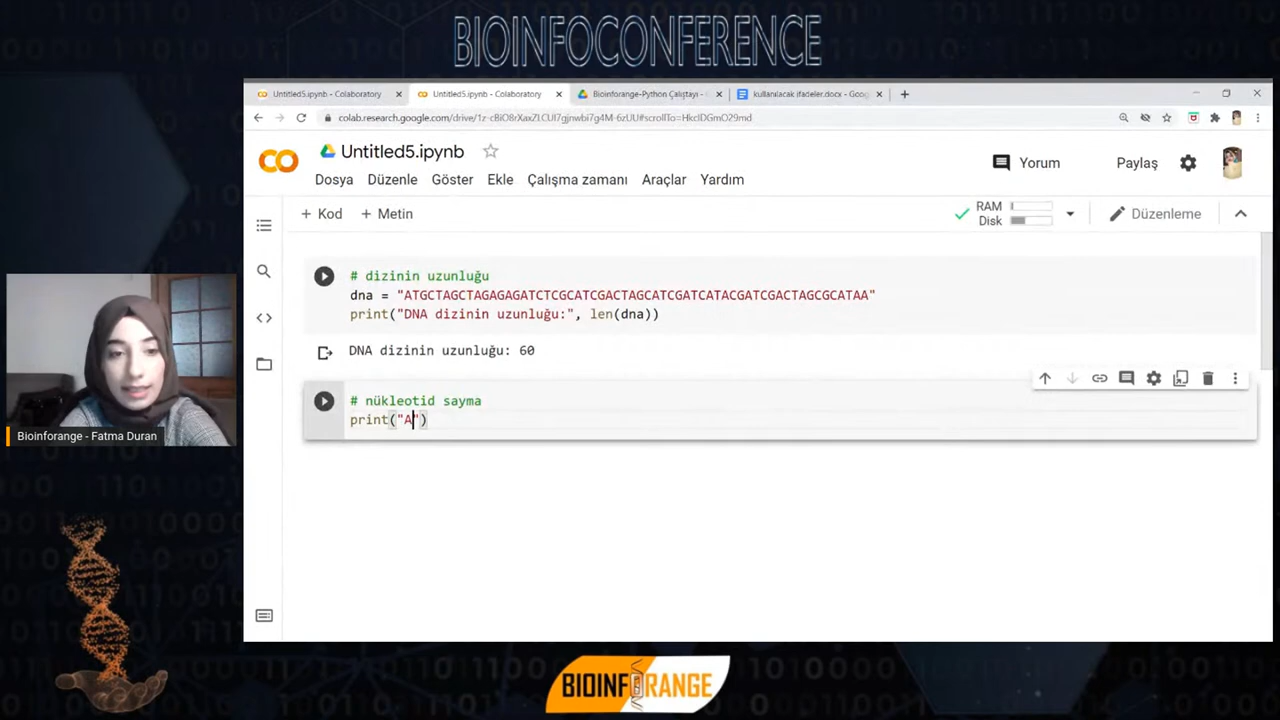 BIOINFOCONFERENCE
Untitled5.ipynb - Colaboratory
Untitled5.ipynb - Colaboratory
Bioinforange-Python Çalıştayı -
kullanılacak ifadeler.docx - Goo
colab.research.google.com/drive/1z-cBiO8rXaxZLCUl7gjnwbi7g4M-6zUU#scrollTo=HkclDGmO29md
Untitled5.ipynb
Dosya Düzenle Göster Ekle Çalışma zamanı Araçlar Yardım
Yorum
Paylaş
+ Kod + Metin
RAM
Disk
Düzenleme
# dizinin uzunluğu
dna = "ATGCTAGCTAGAGAGATCTCGCATCGACTAGCATCGATCATACGATCGACTAGCGCATAA"
print("DNA dizinin uzunluğu:", len(dna))
DNA dizinin uzunluğu: 60
# nükleotid sayma
print("A")
Bioinforange - Fatma Duran
BIOINFORANGE